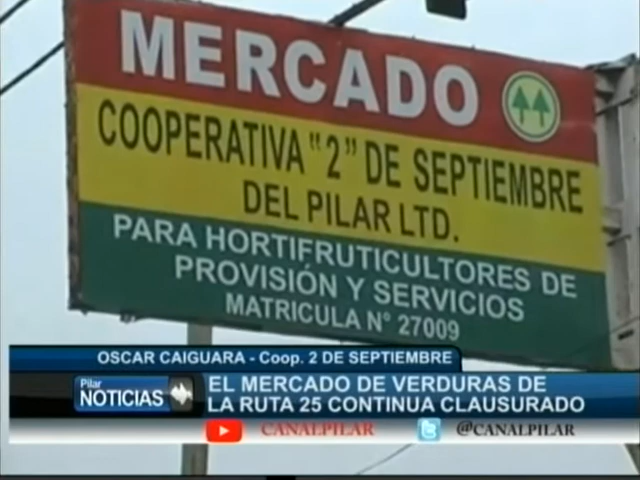 MERCADO
COOPERATIVA "2" DE SEPTIEMBRE
DEL PILAR LTD.
PARA HORTIFRUTICULTORES DE
PROVISIÓN Y SERVICIOS
MATRICULA N° 27009
OSCAR CAIGUARA - Coop. 2 DE SEPTIEMBRE
Pilar
NOTICIAS
EL MERCADO DE VERDURAS DE
LA RUTA 25 CONTINUA CLAUSURADO
CANALPILAR
@CANALPILAR